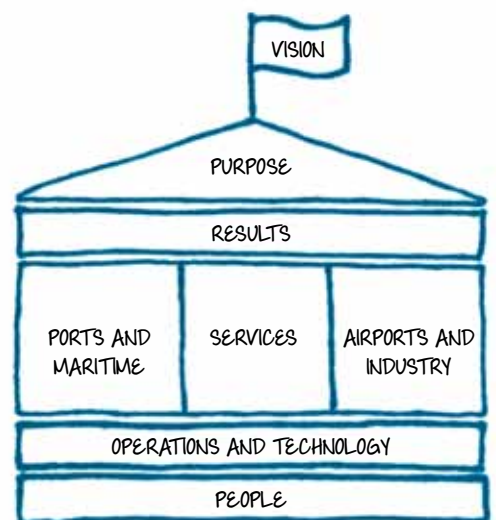 VISION
PURPOSE
RESULTS
PORTS AND
MARITIME
SERVICES
AIRPORTS AND
INDUSTRY
OPERATIONS AND TECHNOLOGY
PEOPLE